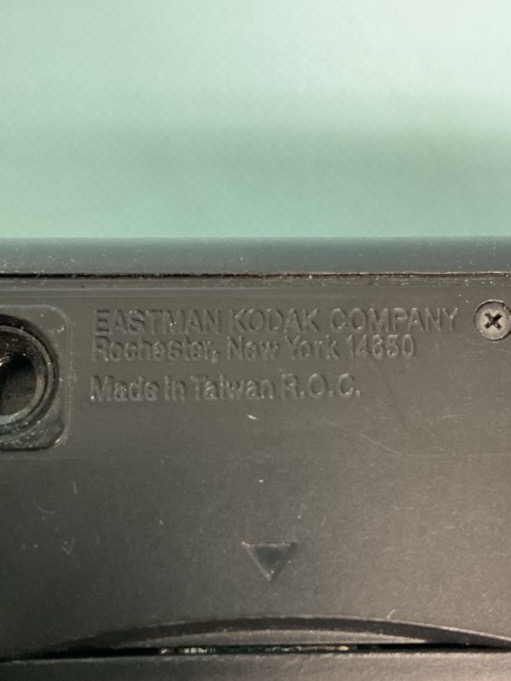 EASTMAN KODAK COMPANY
Rochester, New York 14650
Made in Taiwan R.O.C.